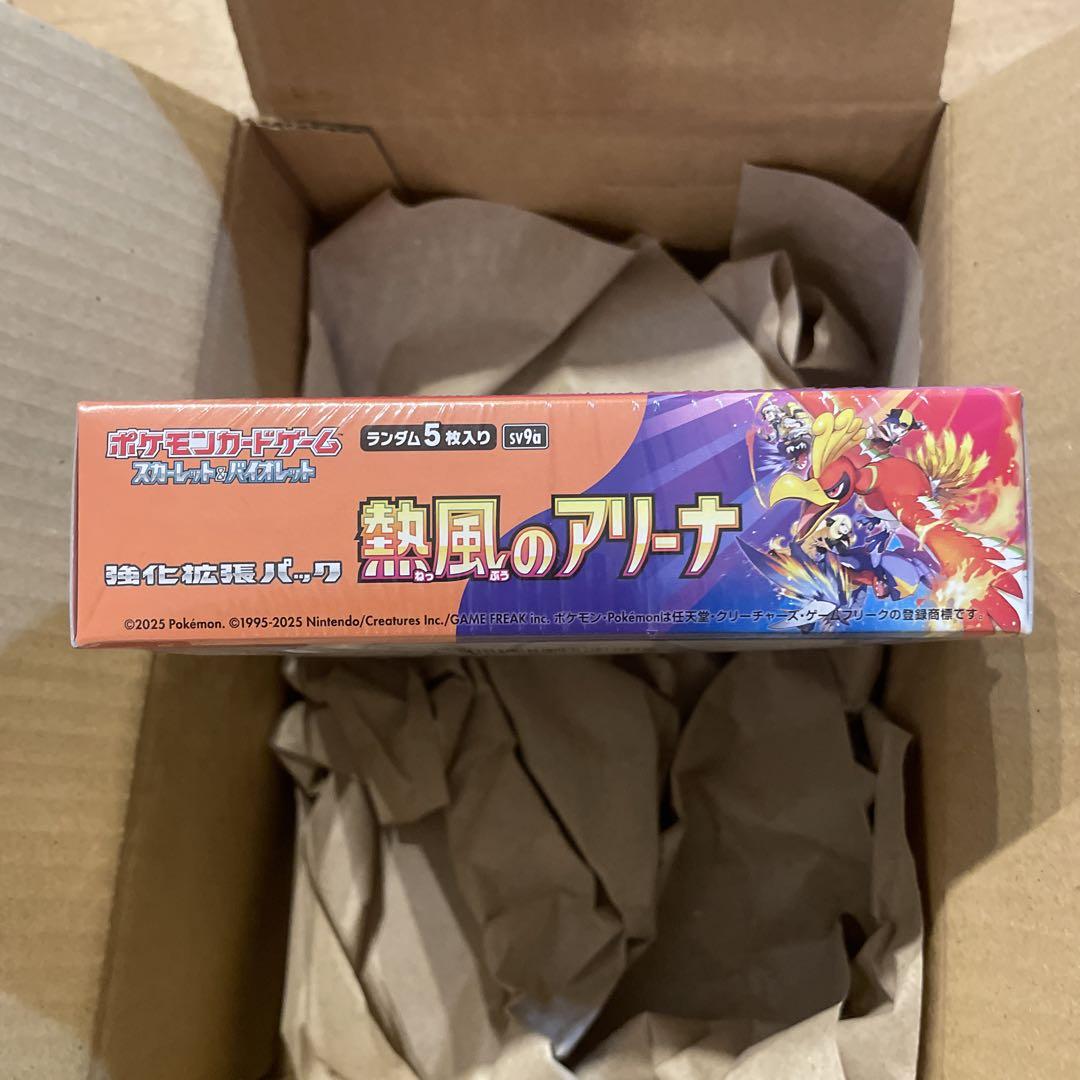 ポケモンカードゲーム
スカーレット&バイオレット
ランダム5枚入り
sv9a
強化拡張パック
熱風のアリーナ
ねっ ぷう
©2025 Pokémon. ©1995-2025 Nintendo/Creatures Inc./GAME FREAK inc. ポケモン・Pokémonは任天堂・クリーチャーズ・ゲームフリークの登録商標です。